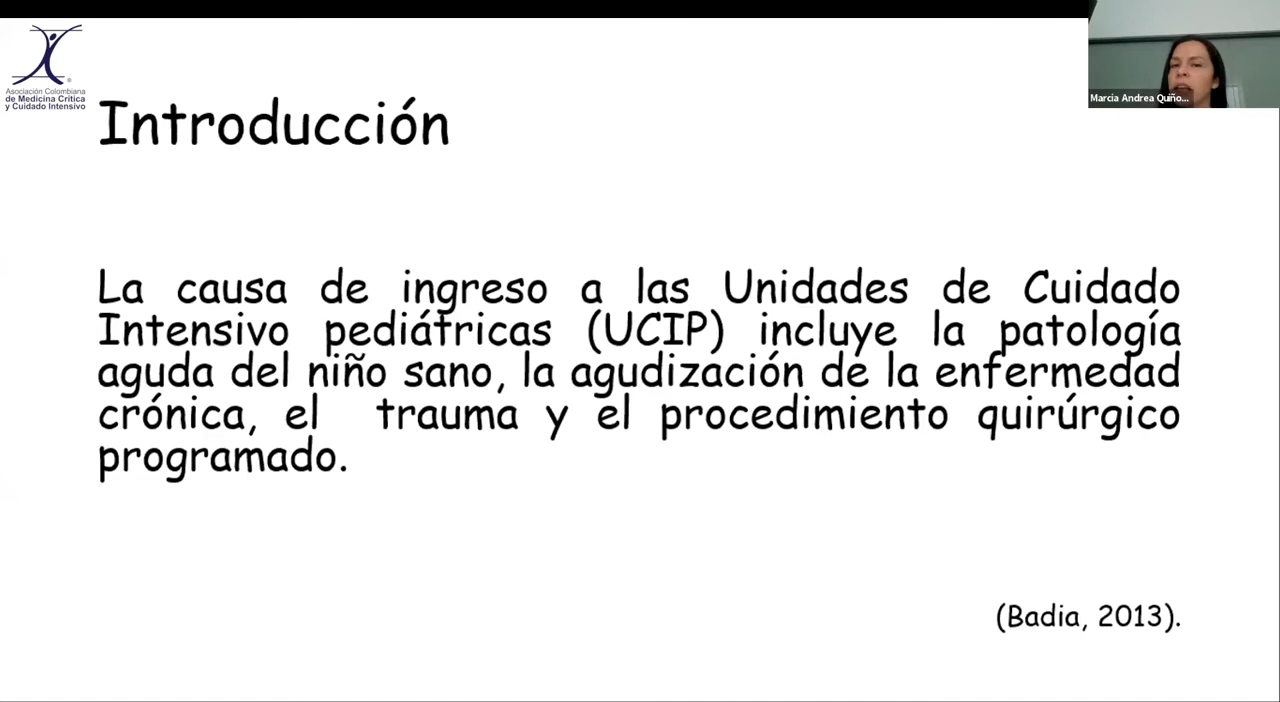 Asociación Colombiana
de Medicina Crítica
y Cuidado Intensivo
Marcia Andrea Quiño...
Introducción
La causa de ingreso a las Unidades de Cuidado
Intensivo pediátricas (UCIP) incluye la patología
aguda del niño sano, la agudización de la enfermedad
crónica, el trauma y el procedimiento quirúrgico
programado.
(Badia, 2013).